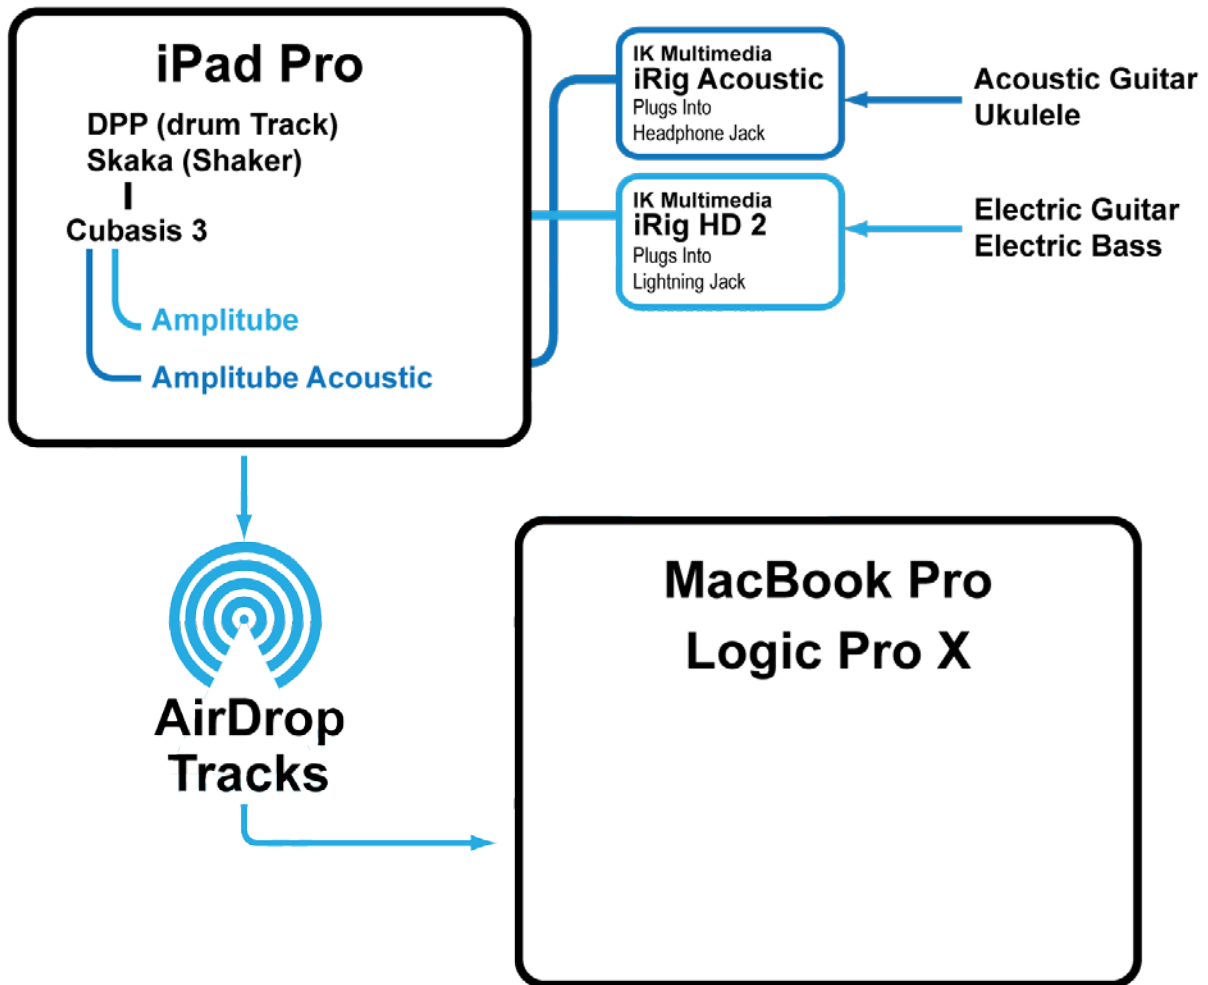 iPad Pro
DPP (drum Track)
Skaka (Shaker)
Cubasis 3
Amplitube
Amplitube Acoustic
IK Multimedia
iRig Acoustic
Plugs Into
Headphone Jack
Acoustic Guitar
Ukulele
IK Multimedia
iRig HD 2
Plugs Into
Lightning Jack
Electric Guitar
Electric Bass
AirDrop
Tracks
MacBook Pro
Logic Pro X